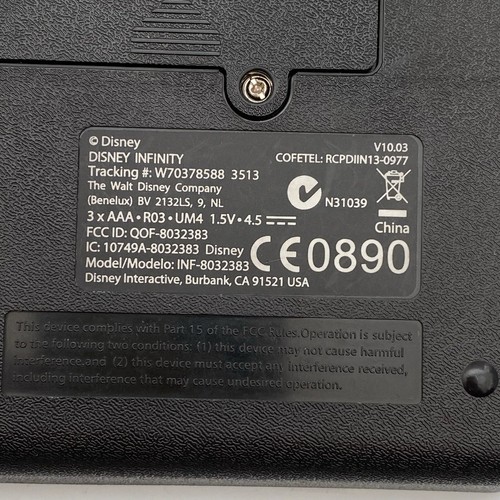 © Disney
V10.03
DISNEY INFINITY
COFETEL: RCPDIIN13-0977
Tracking #: W70378588 3513
The Walt Disney Company
(Benelux) BV 2132LS, 9, NL
N31039
3 x AAA • R03 • UM4 1.5V • 4.5
China
FCC ID: QOF-8032383
IC: 10749A-8032383 Disney
CE0890
Model/Modelo: INF-8032383
Disney Interactive, Burbank, CA 91521 USA
This device complies with Part 15 of the FCC Rules.Operation is subject
to the following two conditions: (1) this device may not cause harmful
interference,and (2) this device must accept any interference received,
including interference that may cause undesired operation.